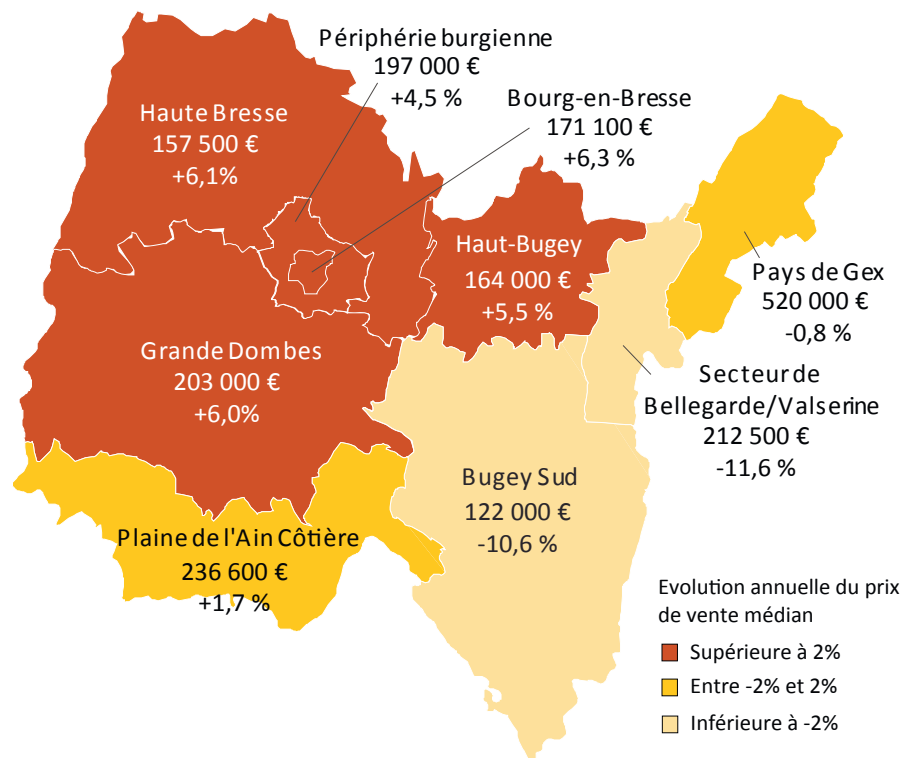 Périphérie burgienne
197 000 €
+4,5 %
Bourg-en-Bresse
171 100 €
+6,3 %
Haute Bresse
157 500 €
+6,1%
Haut-Bugey
164 000 €
+5,5 %
Pays de Gex
520 000 €
-0,8 %
Grande Dombes
203 000 €
+6,0%
Secteur de
Bellegarde/Valserine
212 500 €
-11,6 %
Bugey Sud
122 000 €
-10,6 %
Plaine de l'Ain Côtière
236 600 €
+1,7 %
Evolution annuelle du prix
de vente médian
Supérieure à 2%
Entre -2% et 2%
Inférieure à -2%